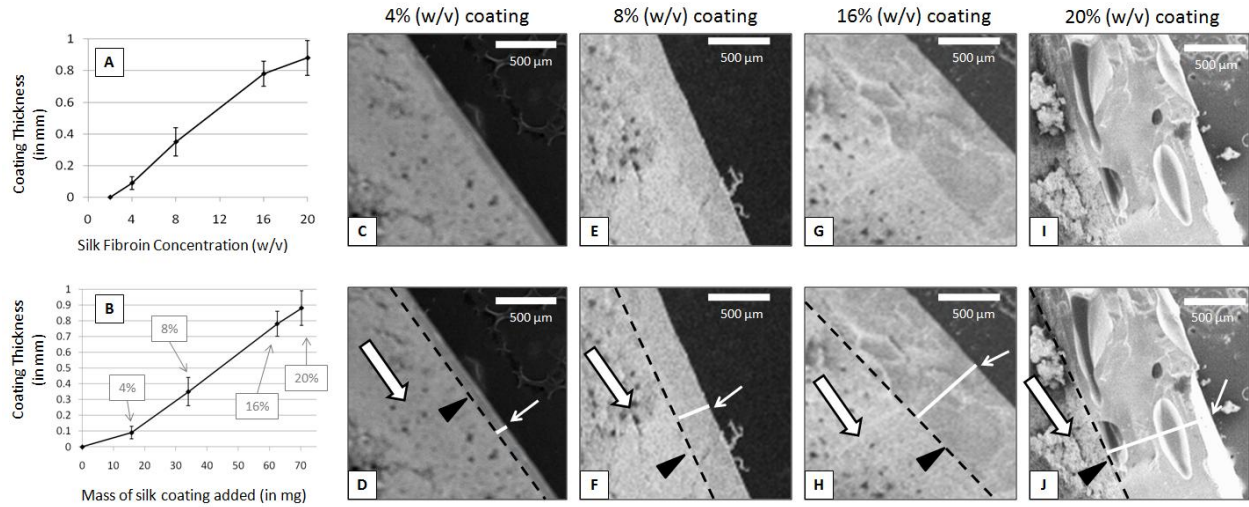 4% (w/v) coating
8% (w/v) coating
16% (w/v) coating
20% (w/v) coating
A
Coating Thickness
(in mm)
1
0.8
0.6
0.4
0.2
0
0 4 8 12 16 20
Silk Fibroin Concentration (w/v)
500 µm
C
500 µm
E
500 µm
G
500 µm
I
B
Coating Thickness
(in mm)
1
0.9
0.8
0.7
0.6
0.5
0.4
0.3
0.2
0.1
0
4%
8%
16%
20%
0 10 20 30 40 50 60 70
Mass of silk coating added (in mg)
500 µm
D
500 µm
F
500 µm
H
500 µm
J